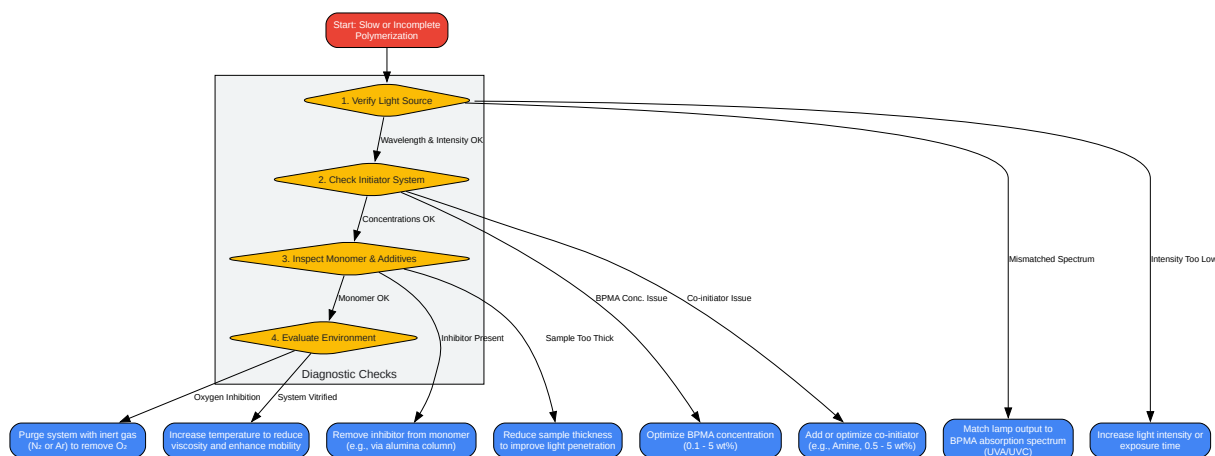 Start: Slow or Incomplete
Polymerization
1. Verify Light Source
Wavelength & Intensity OK
2. Check Initiator System
Concentrations OK
3. Inspect Monomer & Additives
Mismatched Spectrum
Intensity Too Low
Monomer OK
BPMA Conc. Issue
Co-initiator Issue
4. Evaluate Environment
Inhibitor Present
Sample Too Thick
Diagnostic Checks
Oxygen Inhibition
System Vitrified
Purge system with inert gas
(N₂ or Ar) to remove O₂
Increase temperature to reduce
viscosity and enhance mobility
Remove inhibitor from monomer
(e.g., via alumina column)
Reduce sample thickness
to improve light penetration
Optimize BPMA concentration
(0.1 - 5 wt%)
Add or optimize co-initiator
(e.g., Amine, 0.5 - 5 wt%)
Match lamp output to
BPMA absorption spectrum
(UVA/UVC)
Increase light intensity or
exposure time